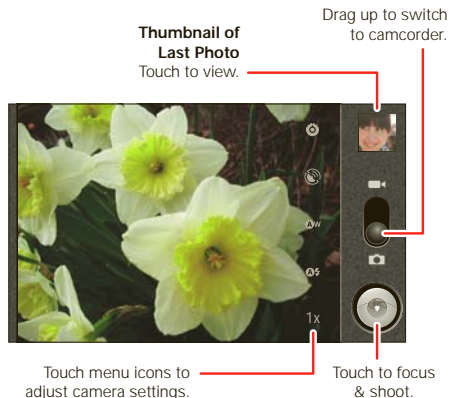 Drag up to switch
to camcorder.
Thumbnail of
Last Photo
Touch to view.
AW
A
1x
Touch menu icons to
adjust camera settings.
Touch to focus
& shoot.